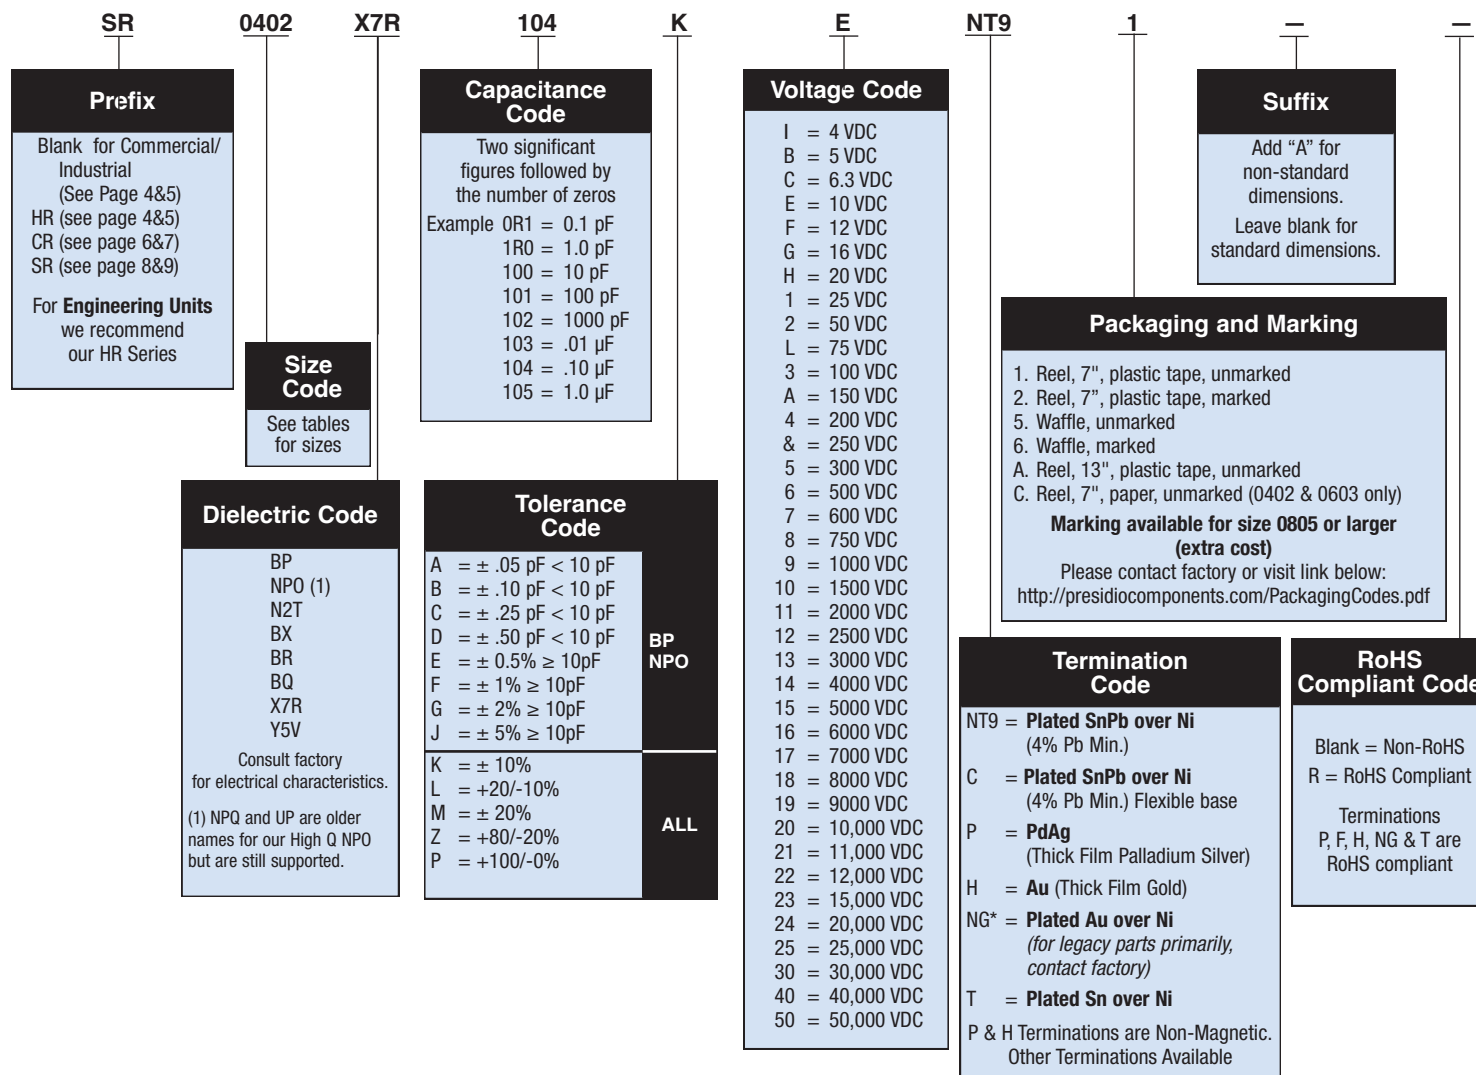 SR 0402 X7R 104 K E NT9 1 – –
Prefix
Blank for Commercial/
Industrial
(See Page 4&5)
HR (see page 4&5)
CR (see page 6&7)
SR (see page 8&9)
For Engineering Units
we recommend
our HR Series
Size
Code
See tables
for sizes
Dielectric Code
BP
NPO (1)
N2T
BX
BR
BQ
X7R
Y5V
Consult factory
for electrical characteristics.
(1) NPQ and UP are older
names for our High Q NPO
but are still supported.
Capacitance
Code
Two significant
figures followed by
the number of zeros
Example 0R1 = 0.1 pF
1R0 = 1.0 pF
100 = 10 pF
101 = 100 pF
102 = 1000 pF
103 = .01 µF
104 = .10 µF
105 = 1.0 µF
Tolerance
Code
A = ± .05 pF < 10 pF
B = ± .10 pF < 10 pF
C = ± .25 pF < 10 pF
D = ± .50 pF < 10 pF
E = ± 0.5% ≥ 10pF
F = ± 1% ≥ 10pF
G = ± 2% ≥ 10pF
J = ± 5% ≥ 10pF
BP
NPO
K = ± 10%
L = +20/-10%
M = ± 20%
Z = +80/-20%
P = +100/-0%
ALL
Voltage Code
I = 4 VDC
B = 5 VDC
C = 6.3 VDC
E = 10 VDC
F = 12 VDC
G = 16 VDC
H = 20 VDC
1 = 25 VDC
2 = 50 VDC
L = 75 VDC
3 = 100 VDC
A = 150 VDC
4 = 200 VDC
& = 250 VDC
5 = 300 VDC
6 = 500 VDC
7 = 600 VDC
8 = 750 VDC
9 = 1000 VDC
10 = 1500 VDC
11 = 2000 VDC
12 = 2500 VDC
13 = 3000 VDC
14 = 4000 VDC
15 = 5000 VDC
16 = 6000 VDC
17 = 7000 VDC
18 = 8000 VDC
19 = 9000 VDC
20 = 10,000 VDC
21 = 11,000 VDC
22 = 12,000 VDC
23 = 15,000 VDC
24 = 20,000 VDC
25 = 25,000 VDC
30 = 30,000 VDC
40 = 40,000 VDC
50 = 50,000 VDC
Suffix
Add “A” for
non-standard
dimensions.
Leave blank for
standard dimensions.
Packaging and Marking
1. Reel, 7", plastic tape, unmarked
2. Reel, 7”, plastic tape, marked
5. Waffle, unmarked
6. Waffle, marked
A. Reel, 13", plastic tape, unmarked
C. Reel, 7", paper, unmarked (0402 & 0603 only)
Marking available for size 0805 or larger
(extra cost)
Please contact factory or visit link below:
http://presidiocomponents.com/PackagingCodes.pdf
Termination
Code
NT9 = Plated SnPb over Ni
(4% Pb Min.)
C = Plated SnPb over Ni
(4% Pb Min.) Flexible base
P = PdAg
(Thick Film Palladium Silver)
H = Au (Thick Film Gold)
NG* = Plated Au over Ni
(for legacy parts primarily,
contact factory)
T = Plated Sn over Ni
P & H Terminations are Non-Magnetic.
Other Terminations Available
RoHS
Compliant Code
Blank = Non-RoHS
R = RoHS Compliant
Terminations
P, F, H, NG & T are
RoHS compliant